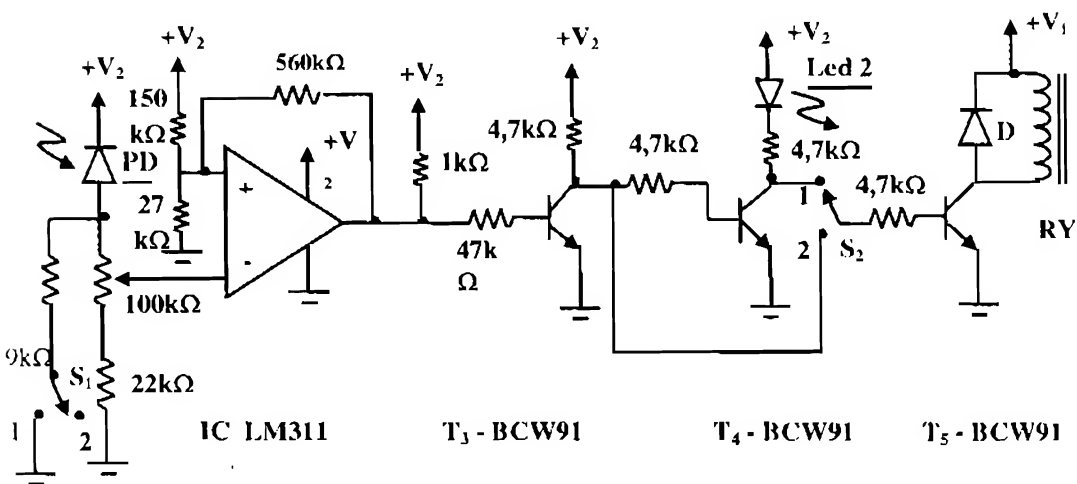 +V₂
560kΩ
+V₂
+V₂
+V₂
+V₁
+V₂
Led 2
150
kΩ
PD
+V
2
1kΩ
4,7kΩ
4,7kΩ
4,7kΩ
4,7kΩ
D
27
kΩ
+
-
47k
Ω
1
2
S₂
RY
100kΩ
9kΩ
S₁
22kΩ
1
2
IC LM311
T₃ - BCW91
T₄ - BCW91
T₅ - BCW91